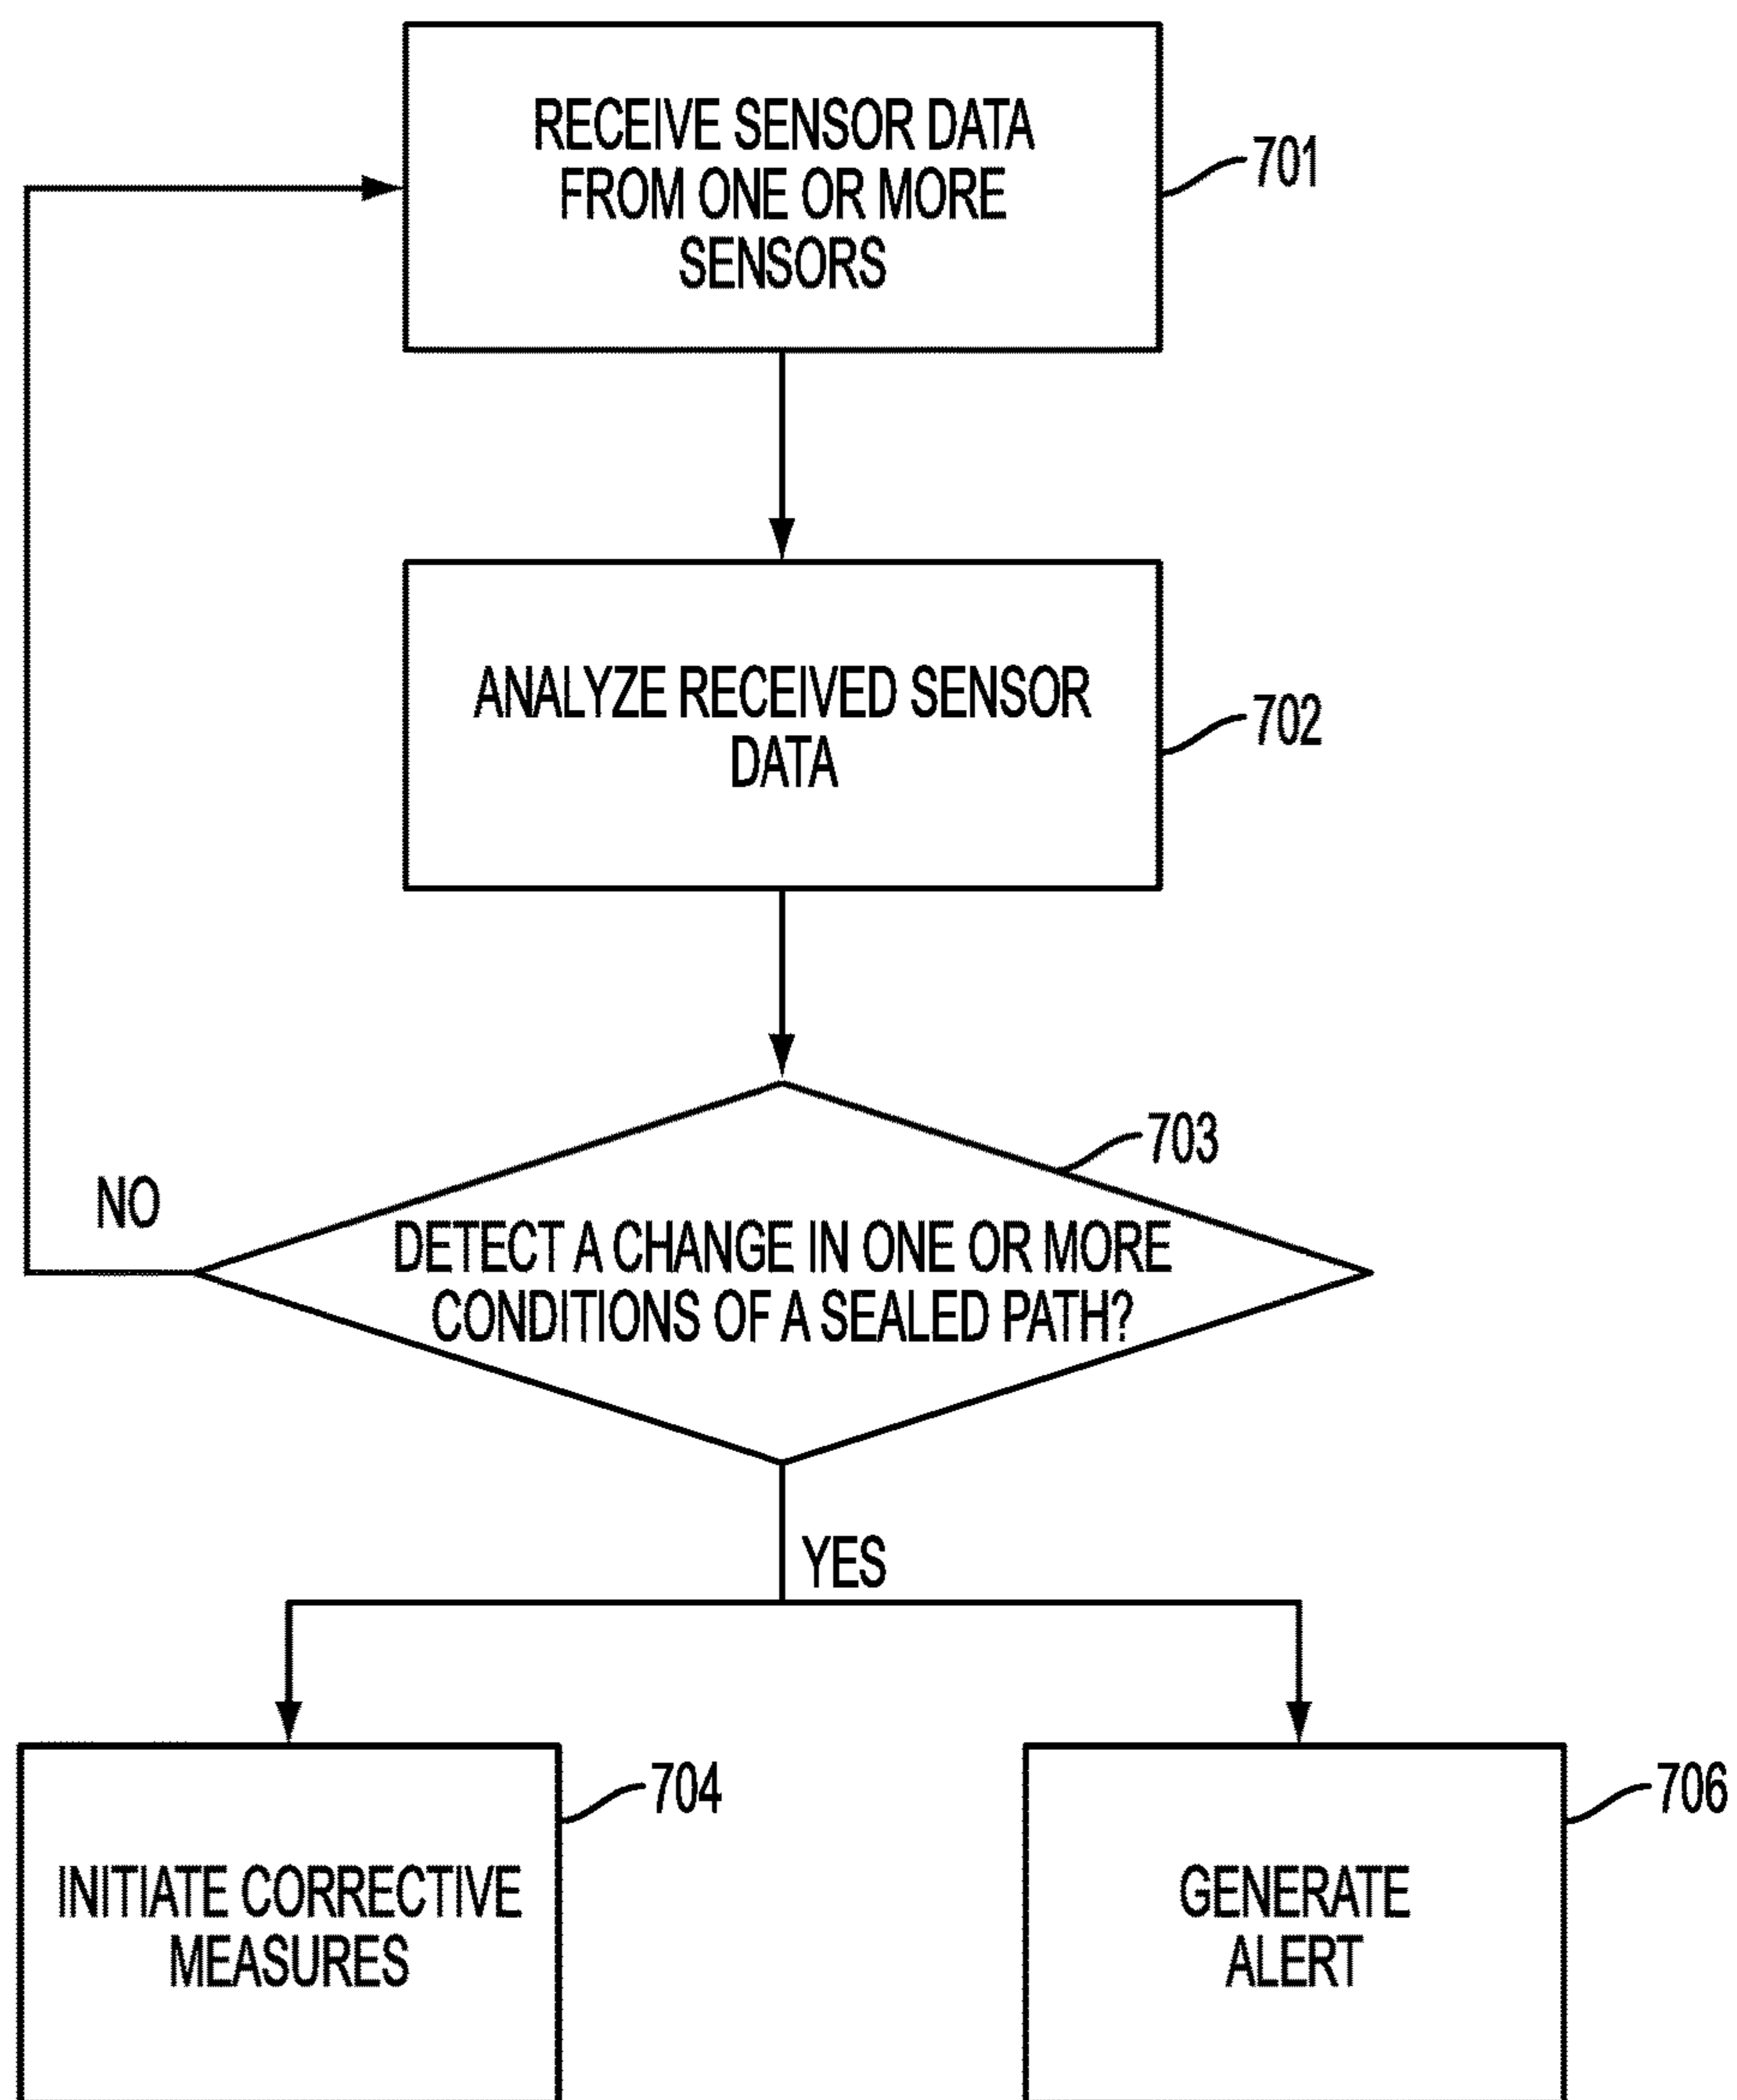 RECEIVE SENSOR DATA
FROM ONE OR MORE
SENSORS
701
ANALYZE RECEIVED SENSOR
DATA
702
703
NO
DETECT A CHANGE IN ONE OR MORE
CONDITIONS OF A SEALED PATH?
YES
704
706
INITIATE CORRECTIVE
MEASURES
GENERATE
ALERT